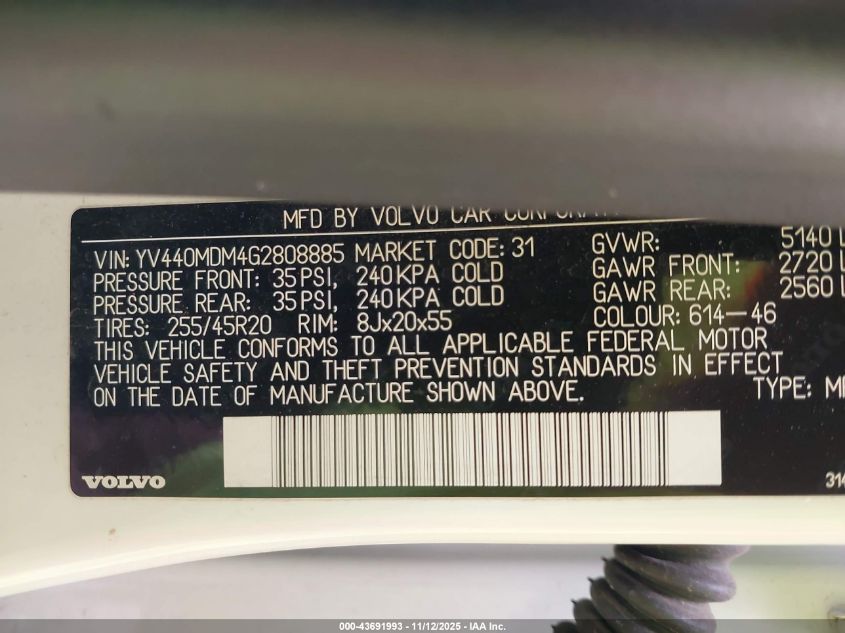 MFD BY VOLVO CAR
VIN: YV440MDM4G2808885 MARKET CODE: 31
GVWR: 5140 L
PRESSURE FRONT: 35 PSI, 240 KPA COLD
GAWR FRONT: 2720 L
PRESSURE REAR: 35 PSI, 240 KPA COLD
GAWR REAR: 2560 L
TIRES: 255/45R20 RIM: 8Jx20x55
COLOUR: 614-46
THIS VEHICLE CONFORMS TO ALL APPLICABLE FEDERAL MOTOR
VEHICLE SAFETY AND THEFT PREVENTION STANDARDS IN EFFECT
ON THE DATE OF MANUFACTURE SHOWN ABOVE.
TYPE:
VOLVO
314
000-43691993 - 11/12/2025 - IAA Inc.